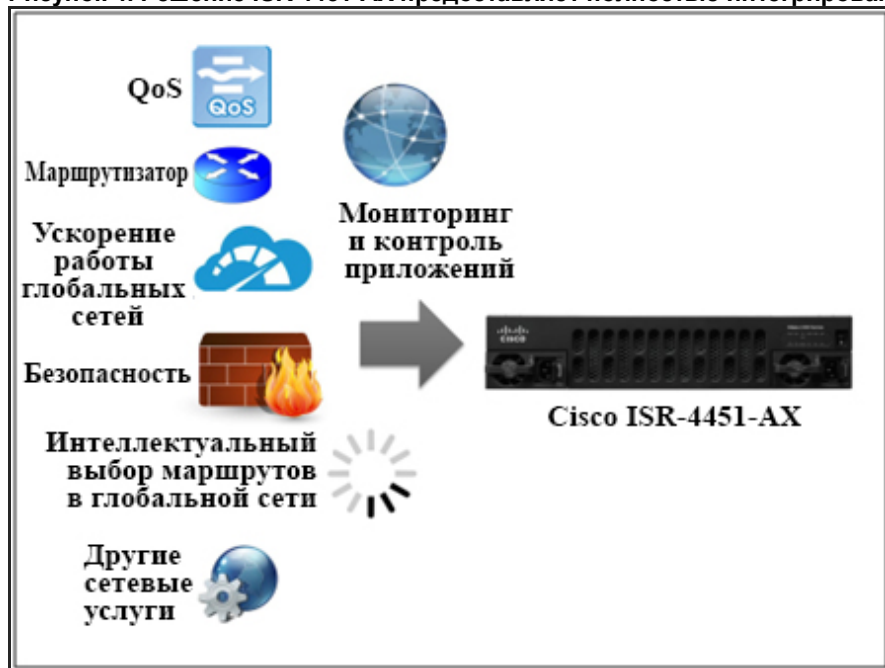 QoS
QoS
Маршрутизатор
Ускорение
работы
глобальных
сетей
Безопасность
Интеллектуальный
выбор маршрутов
в глобальной сети
Другие
сетевые
услуги
Мониторинг
и контроль
приложений
cisco
Cisco ISR-4451-AX